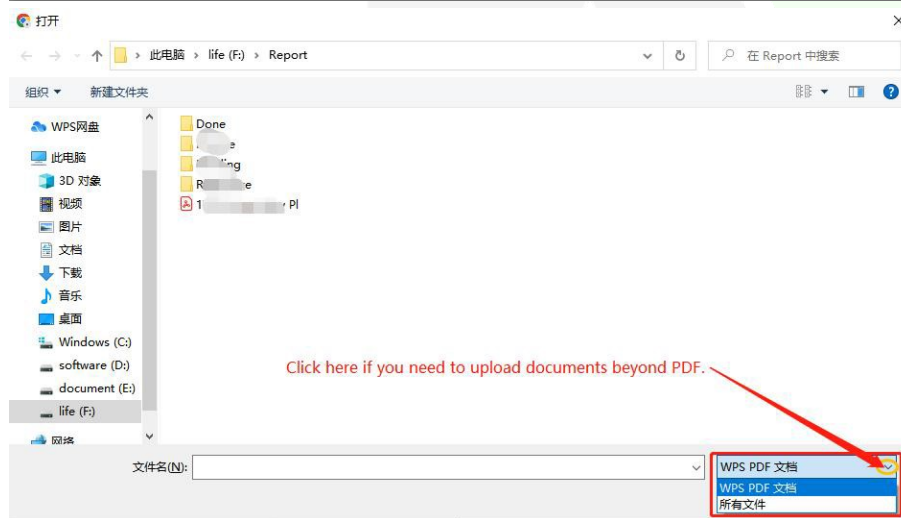 打开
此电脑 › life (F:) › Report
在 Report 中搜索
组织 新建文件夹
WPS网盘
此电脑
3D 对象
视频
图片
文档
下载
音乐
桌面
Windows (C:)
software (D:)
document (E:)
life (F:)
网络
Done
Pl
Click here if you need to upload documents beyond PDF.
文件名(N):
WPS PDF 文档
WPS PDF 文档
所有文件